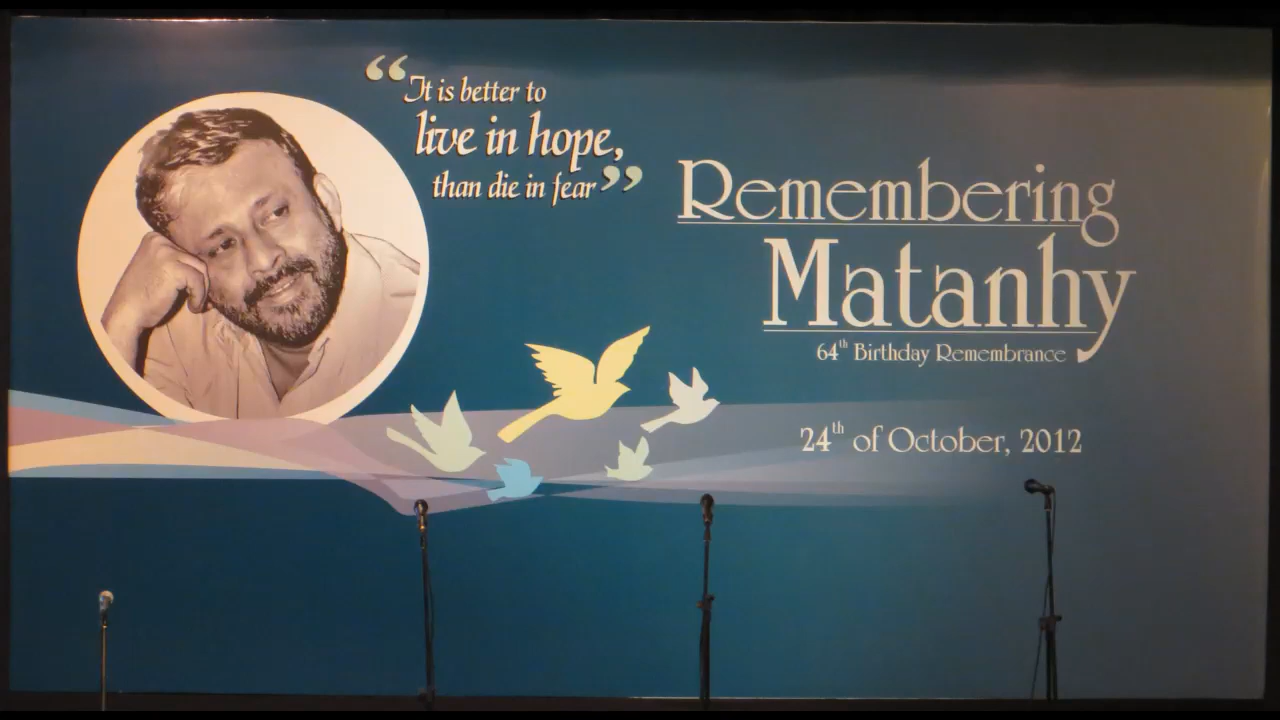 “It is better to
live in hope,
than die in fear”
Remembering
Matanhy
64th Birthday Remembrance
24th of October, 2012